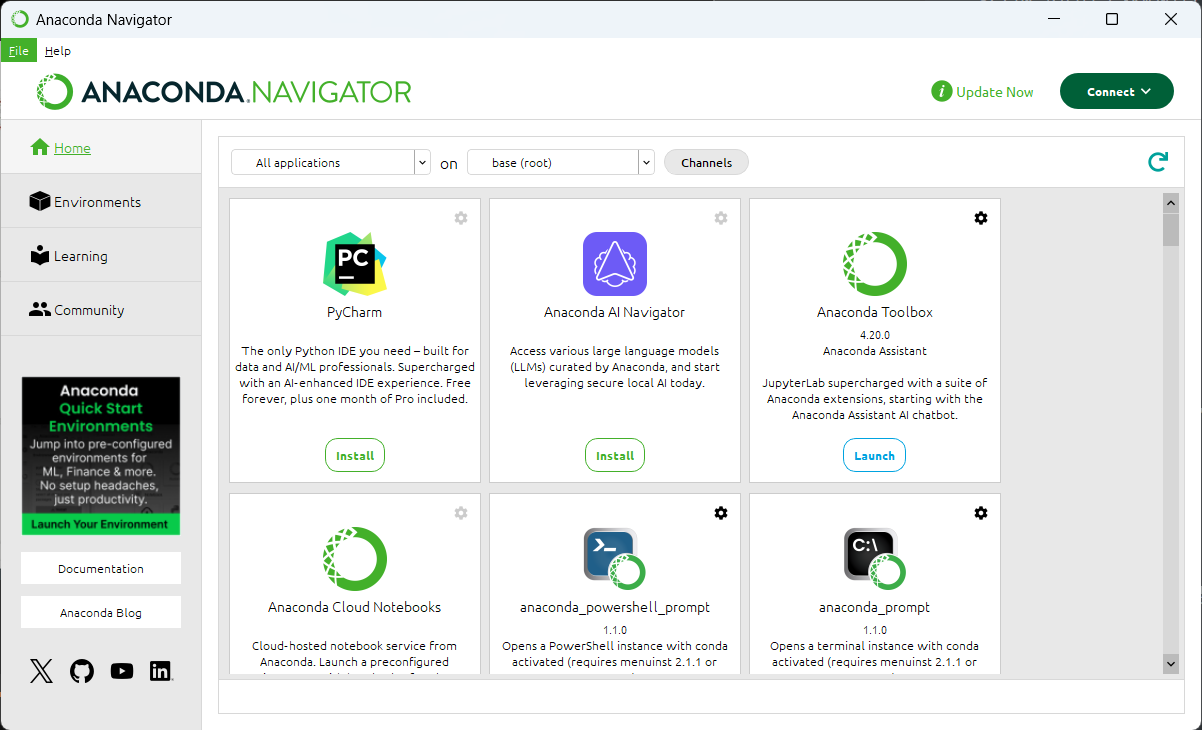 Anaconda Navigator
File Help
ANACONDA.NAVIGATOR
i Update Now Connect
Home
Environments
Learning
Community
Anaconda
Quick Start
Environments
Jump into pre-configured
environments for
ML, Finance & more.
No setup headaches,
just productivity.
Launch Your Environment
Documentation
Anaconda Blog
All applications on base (root) Channels
PC
PyCharm
The only Python IDE you need – built for
data and AI/ML professionals. Supercharged
with an AI-enhanced IDE experience. Free
forever, plus one month of Pro included.
Install
Anaconda AI Navigator
Access various large language models
(LLMs) curated by Anaconda, and start
leveraging secure local AI today.
Install
Anaconda Toolbox
4.20.0
Anaconda Assistant
JupyterLab supercharged with a suite of
Anaconda extensions, starting with the
Anaconda Assistant AI chatbot.
Launch
Anaconda Cloud Notebooks
Cloud-hosted notebook service from
Anaconda. Launch a preconfigured
anaconda_powershell_prompt
1.1.0
Opens a PowerShell instance with conda
activated (requires menuinst 2.1.1 or
C:\
anaconda_prompt
1.1.0
Opens a terminal instance with conda
activated (requires menuinst 2.1.1 or